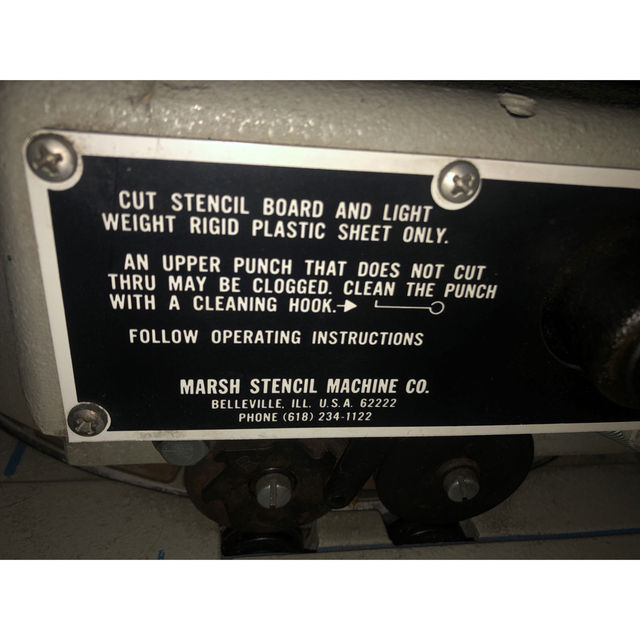 CUT STENCIL BOARD AND LIGHT
WEIGHT RIGID PLASTIC SHEET ONLY.
AN UPPER PUNCH THAT DOES NOT CUT
THRU MAY BE CLOGGED. CLEAN THE PUNCH
WITH A CLEANING HOOK.→
FOLLOW OPERATING INSTRUCTIONS
MARSH STENCIL MACHINE CO.
BELLEVILLE, ILL. U.S.A. 62222
PHONE (618) 234-1122